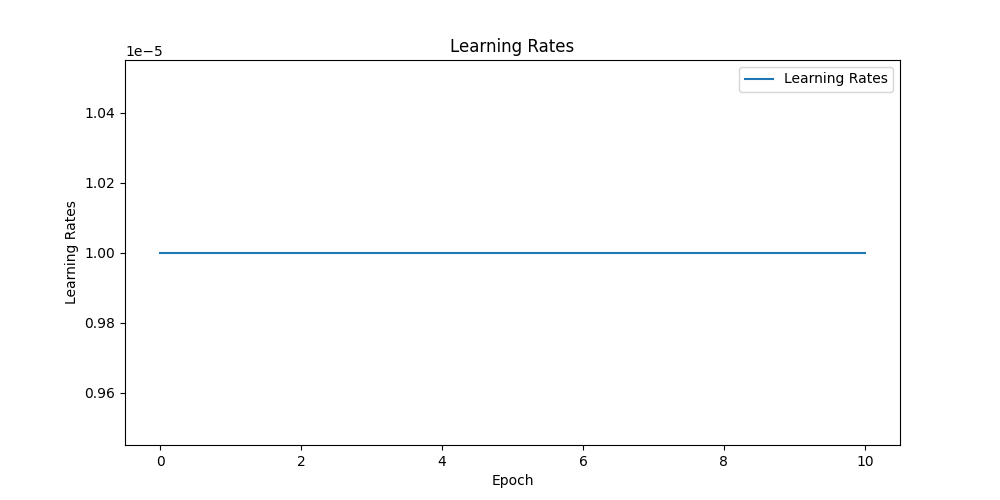 Learning Rates
1e−5
Learning Rates
1.04
1.02
1.00
0.98
0.96
Learning Rates
0 2 4 6 8 10
Epoch